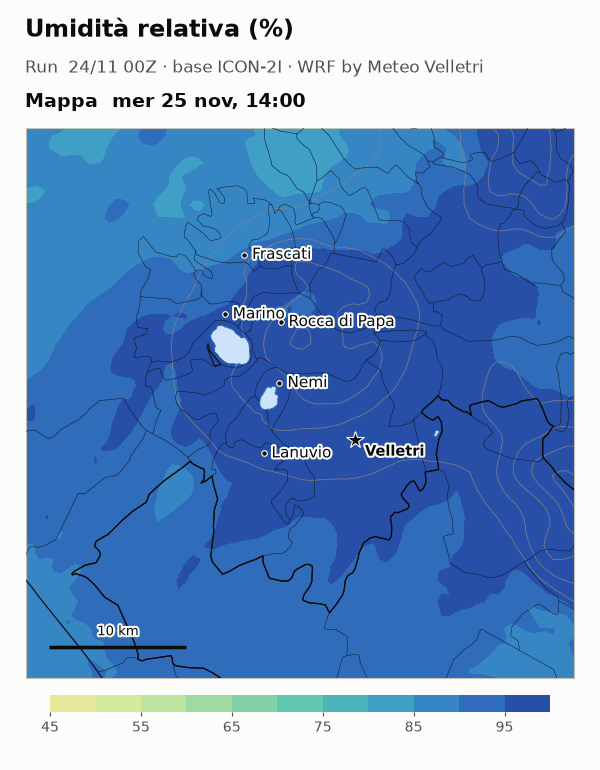 Umidità relativa (%)
Run  24/11 00Z · base ICON-2I · WRF by Meteo Velletri
Mappa  mer 25 nov, 14:00
Frascati
Marino
Rocca di Papa
Nemi
Velletri
Lanuvio
10 km
45 55 65 75 85 95